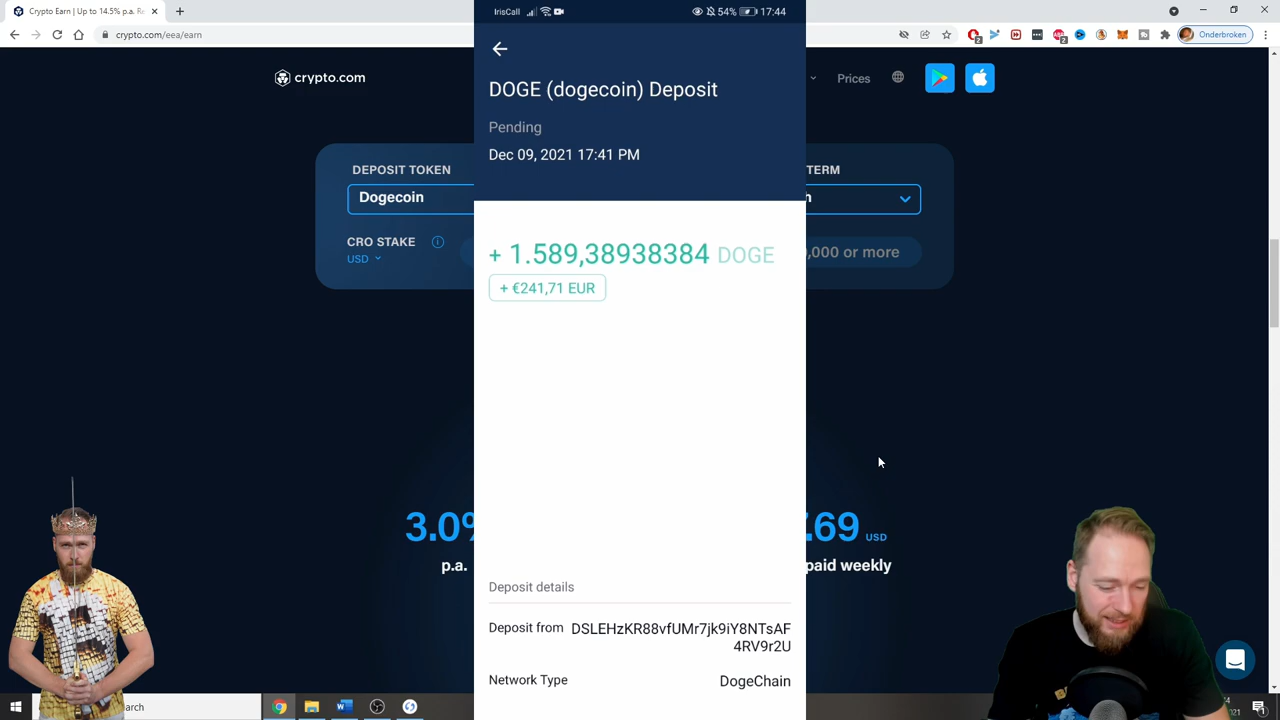 Crypto Earn | Up to 14.5% p.a. Re
crypto.com/eea/earn
Onderbroken
crypto.com
Prices
DEPOSIT TOKEN
Dogecoin
CRO STAKE
USD
TERM
,000 or more
3.0%
p.a.
.69 USD
paid weekly
IrisCall
54% 17:44
DOGE (dogecoin) Deposit
Pending
Dec 09, 2021 17:41 PM
+ 1.589,38938384 DOGE
+ €241,71 EUR
Deposit details
Deposit from DSLEHzKR88vfUMr7jk9iY8NTsAF
4RV9r2U
Network Type DogeChain
arch